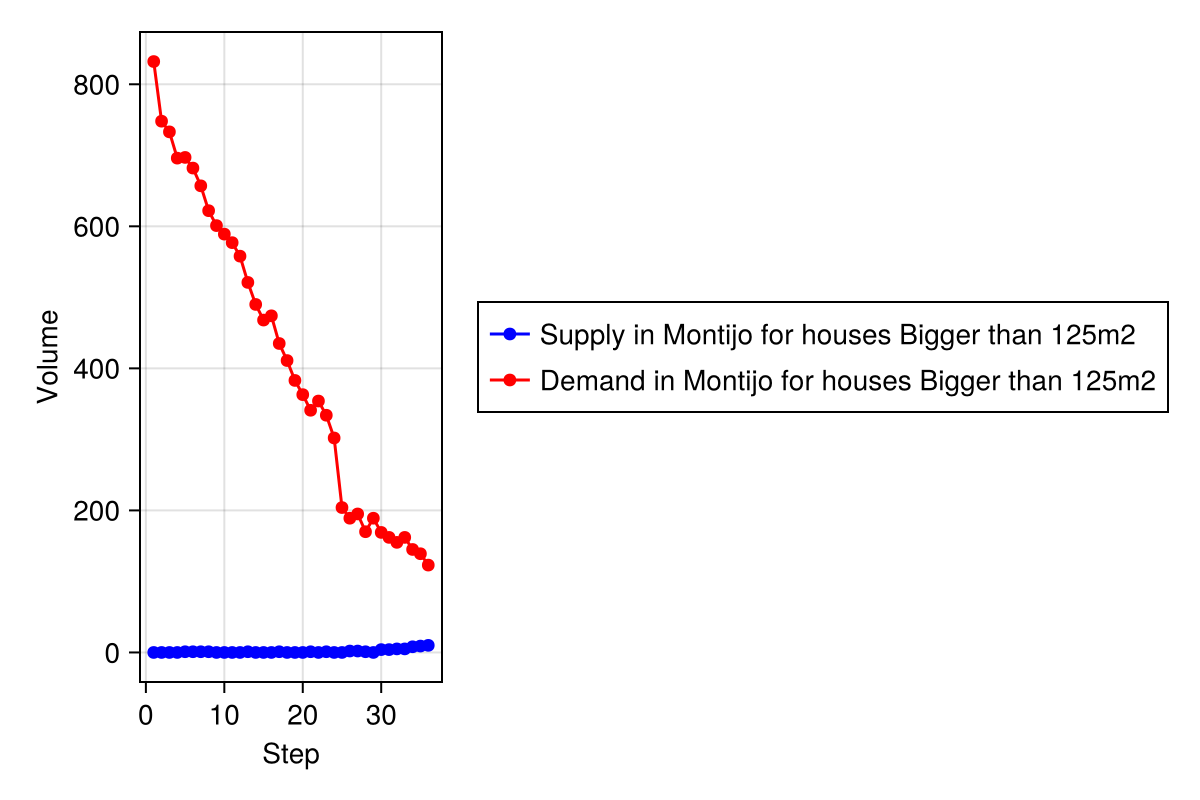 800
600
400
200
0
Volume
0 10 20 30
Step
Supply in Montijo for houses Bigger than 125m2
Demand in Montijo for houses Bigger than 125m2